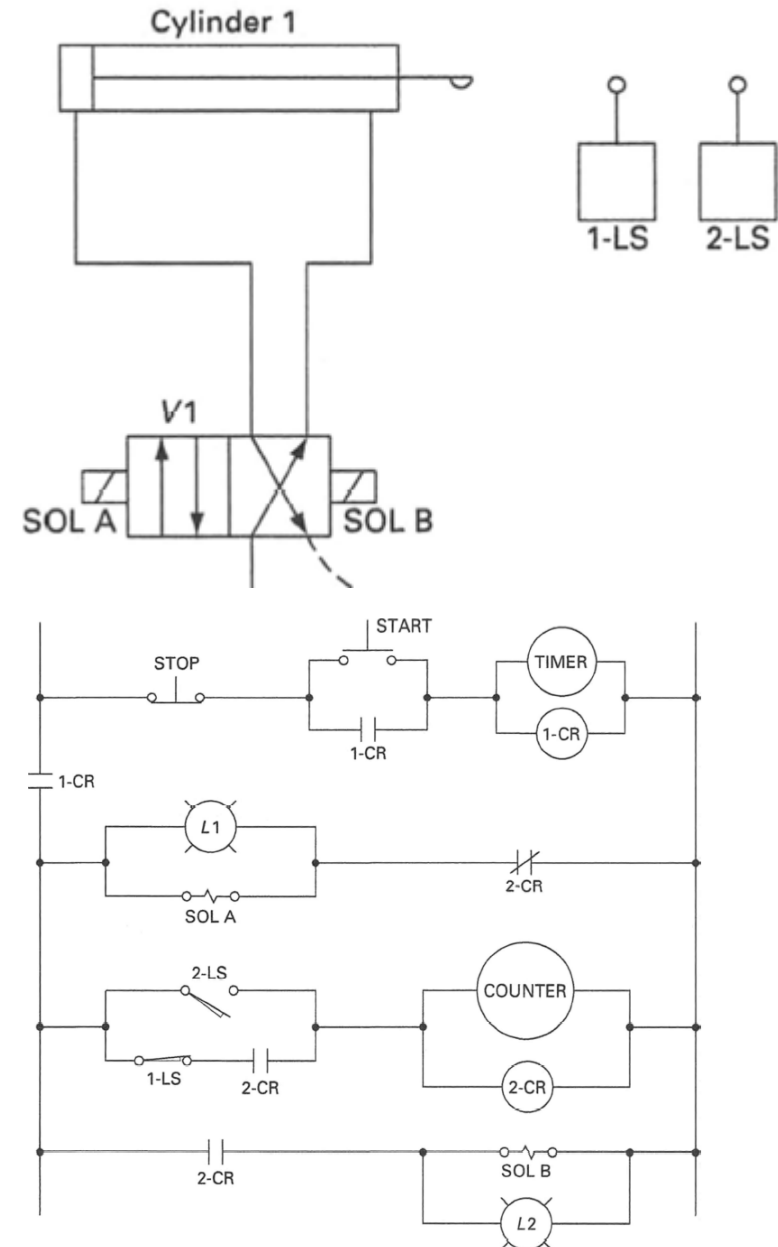 Cylinder 1
1-LS 2-LS
V1
SOL A SOL B
START
STOP
TIMER
1-CR
1-CR
1-CR
L1
2-CR
SOL A
2-LS
COUNTER
1-LS
2-CR
2-CR
2-CR
SOL B
L2